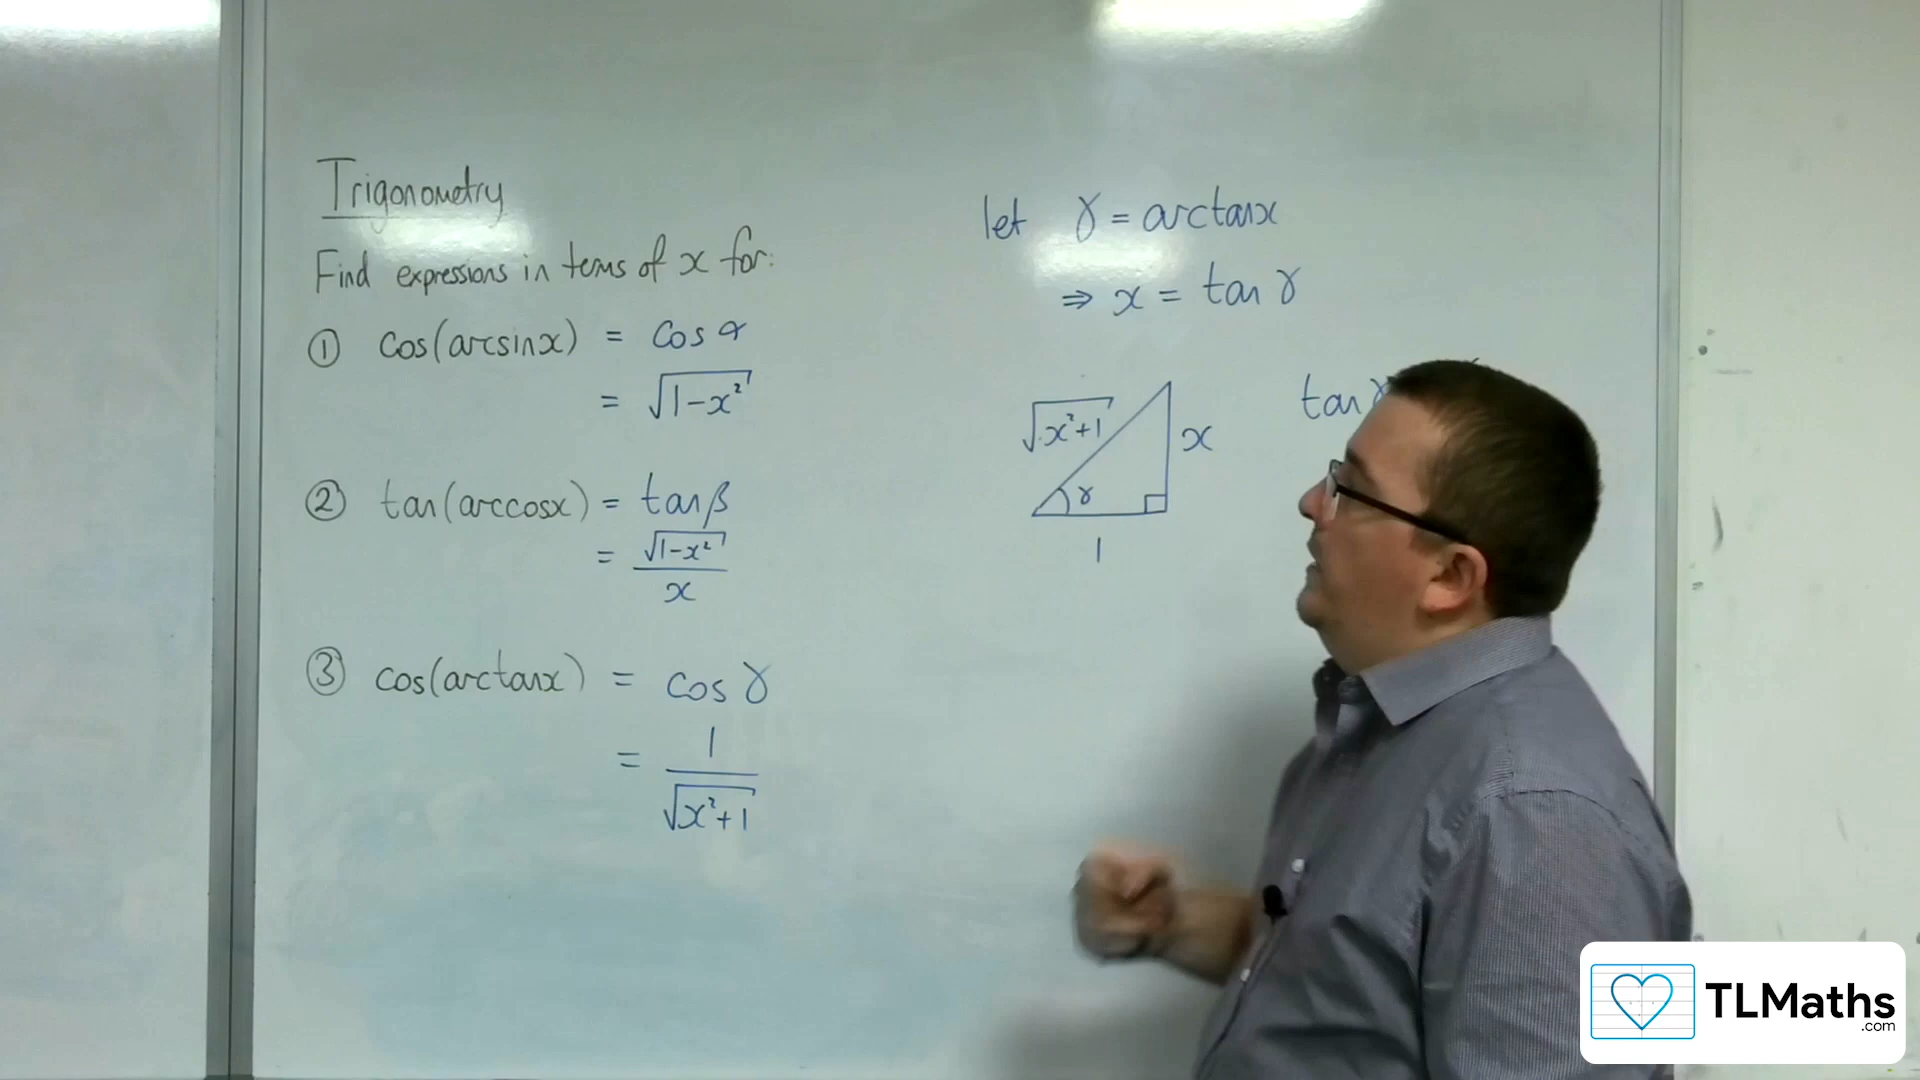 Trigonometry
Find expressions in terms of x for:
① cos(arcsinx) = cos α
= √(1-x²)
② tan(arccosx) = tanβ
= √(1-x²)/x
③ cos(arctanx) = cos γ
= 1/√(x²+1)
let γ = arctanx
⇒ x = tan γ
√(x²+1)
x
γ
1
tan γ
TLMaths
.com